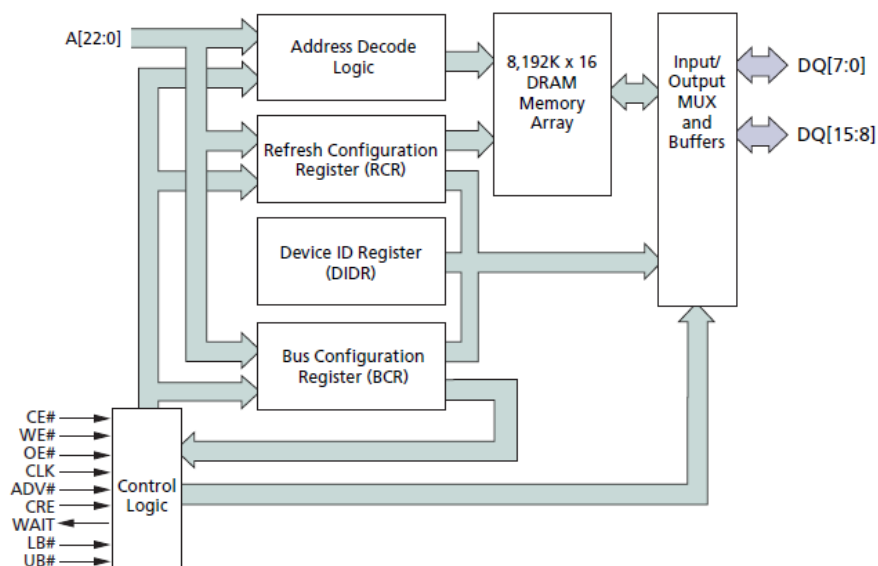 A[22:0]
Address Decode
Logic
8,192K x 16
DRAM
Memory
Array
Input/
Output
MUX
and
Buffers
DQ[7:0]
DQ[15:8]
Refresh Configuration
Register (RCR)
Device ID Register
(DIDR)
Bus Configuration
Register (BCR)
CE#
WE#
OE#
CLK
ADV#
CRE
WAIT
LB#
UB#
Control
Logic